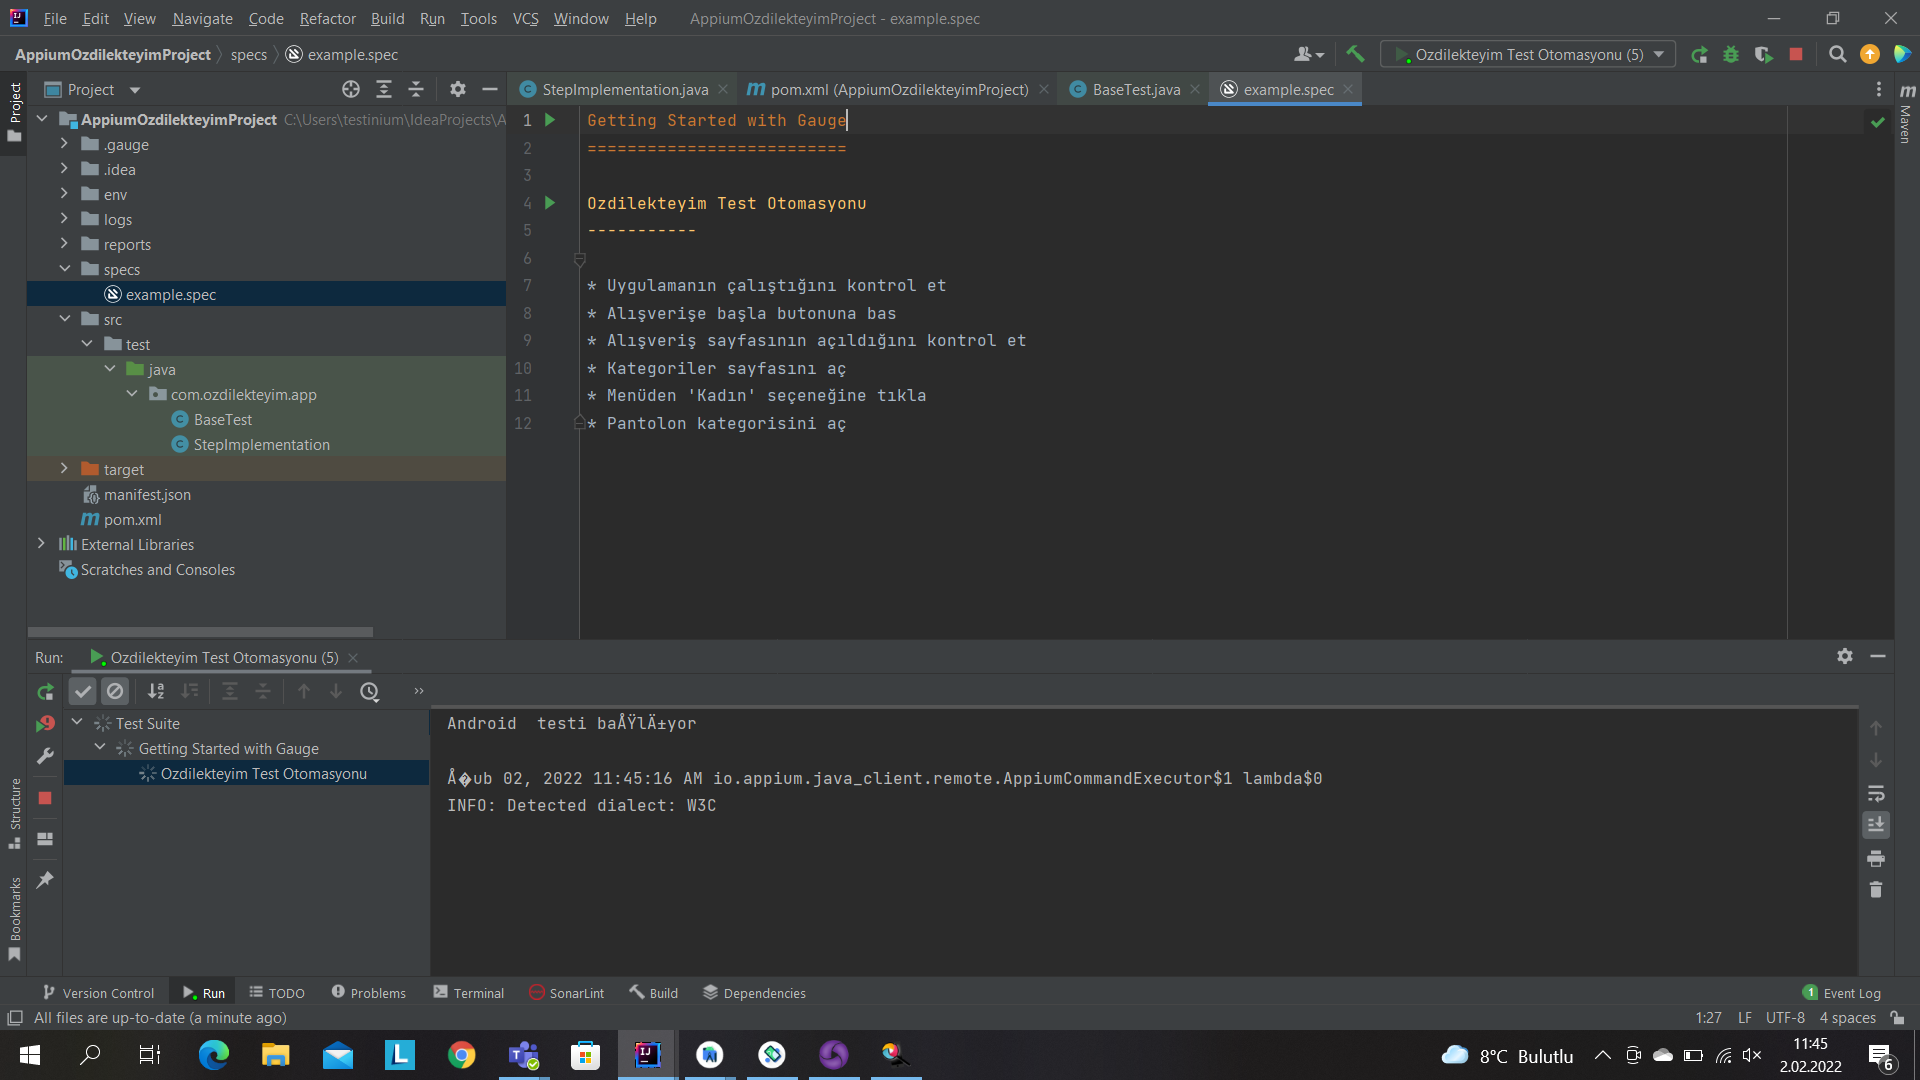 File Edit View Navigate Code Refactor Build Run Tools VCS Window Help AppiumOzdilekteyimProject - example.spec
AppiumOzdilekteyimProject specs example.spec
Ozdilekteyim Test Otomasyonu (5)
Project
StepImplementation.java pom.xml (AppiumOzdilekteyimProject) BaseTest.java example.spec
Project
Maven
AppiumOzdilekteyimProject C:\Users\testinium\IdeaProjects\A
.gauge
.idea
env
logs
reports
specs
example.spec
src
test
java
com.ozdilekteyim.app
BaseTest
StepImplementation
target
manifest.json
pom.xml
External Libraries
Scratches and Consoles
1 Getting Started with Gauge
2 ==========================
3
4 Ozdilekteyim Test Otomasyonu
5 -----------
6
7 * Uygulamanın çalıştığını kontrol et
8 * Alışverişe başla butonuna bas
9 * Alışveriş sayfasının açıldığını kontrol et
10 * Kategoriler sayfasını aç
11 * Menüden 'Kadın' seçeneğine tıkla
12 * Pantolon kategorisini aç
Run: Ozdilekteyim Test Otomasyonu (5)
Test Suite
Getting Started with Gauge
Ozdilekteyim Test Otomasyonu
Android  testi baÅŸlÄ±yor
Å�ub 02, 2022 11:45:16 AM io.appium.java_client.remote.AppiumCommandExecutor$1 lambda$0
INFO: Detected dialect: W3C
Structure
Bookmarks
Version Control Run TODO Problems Terminal SonarLint Build Dependencies 1 Event Log
All files are up-to-date (a minute ago) 1:27 LF UTF-8 4 spaces
8°C Bulutlu
11:45
2.02.2022
6